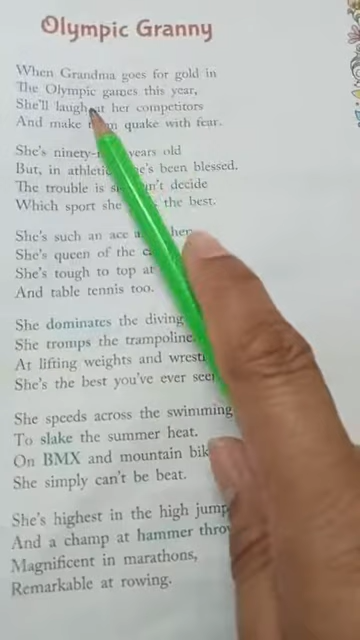 Olympic Granny
When Grandma goes for gold in
The Olympic games this year,
She'll laugh at her competitors
And make quake with fear.
She's ninety- years old
But, in athletic been blessed.
The trouble is decide
Which sport she the best.
She's such an ace
She's queen of the
She's tough to top at
And table tennis too.
She dominates the diving
She tromps the trampoline
At lifting weights and
She's the best you've ever
She speeds across the swimming
To slake the summer heat.
On BMX and mountain
She simply can't be beat.
She's highest in the high jump
And a champ at hammer
Magnificent in marathons,
Remarkable at rowing.